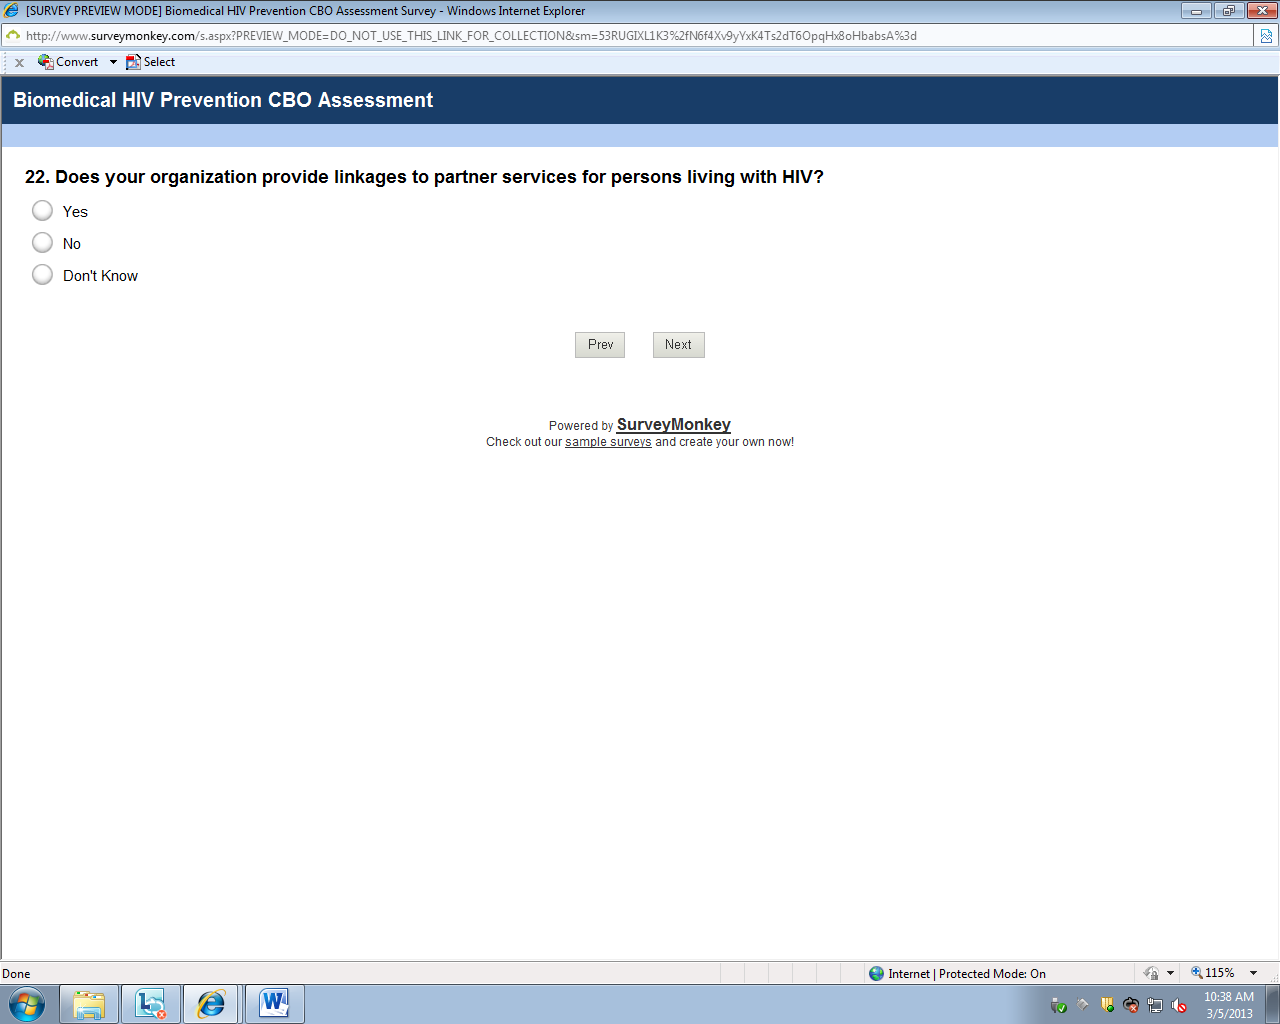 [SURVEY PREVIEW MODE] Biomedical HIV Prevention CBO Assessment Survey - Windows Internet Explorer
http://www.surveymonkey.com/s.aspx?PREVIEW_MODE=DO_NOT_USE_THIS_LINK_FOR_COLLECTION&sm=53RUGIXL1K3%2fN6f4Xv9yYxK4Ts2dT6OpqHx8oHbabsA%3d
x Convert Select
Biomedical HIV Prevention CBO Assessment
22. Does your organization provide linkages to partner services for persons living with HIV?
Yes
No
Don't Know
Prev Next
Powered by SurveyMonkey
Check out our sample surveys and create your own now!
Done Internet | Protected Mode: On 115%
10:38 AM
3/5/2013